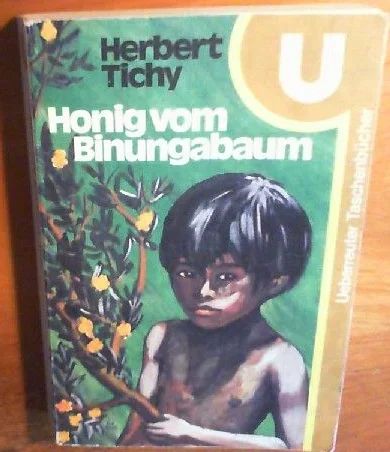 Herbert
Tichy
Honig vom
Binungabaum
U
Ueberreuter Taschenbücher